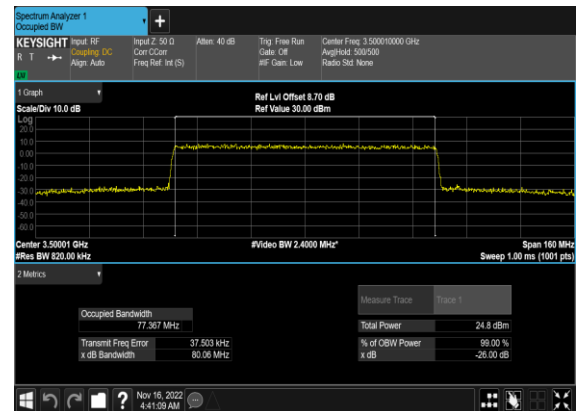 Spectrum Analyzer 1
Occupied BW
KEYSIGHT
R T
Input: RF
Coupling: DC
Align: Auto
Input Z: 50 Ω
Corr CCorr
Freq Ref: Int (S)
Atten: 40 dB
Trig: Free Run
Gate: Off
#IF Gain: Low
Center Freq: 3.500010000 GHz
Avg|Hold: 500/500
Radio Std: None
1 Graph
Scale/Div 10.0 dB
Ref Lvl Offset 8.70 dB
Ref Value 30.00 dBm
Log
20.0
10.0
0.00
-10.0
-20.0
-30.0
-40.0
-50.0
-60.0
Center 3.50001 GHz
#Res BW 820.00 kHz
#Video BW 2.4000 MHz*
Span 160 MHz
Sweep 1.00 ms (1001 pts)
2 Metrics
Measure Trace
Trace 1
Occupied Bandwidth
77.367 MHz
Total Power
24.8 dBm
Transmit Freq Error
37.503 kHz
% of OBW Power
99.00 %
x dB Bandwidth
80.06 MHz
x dB
-26.00 dB
?
Nov 16, 2022
4:41:09 AM